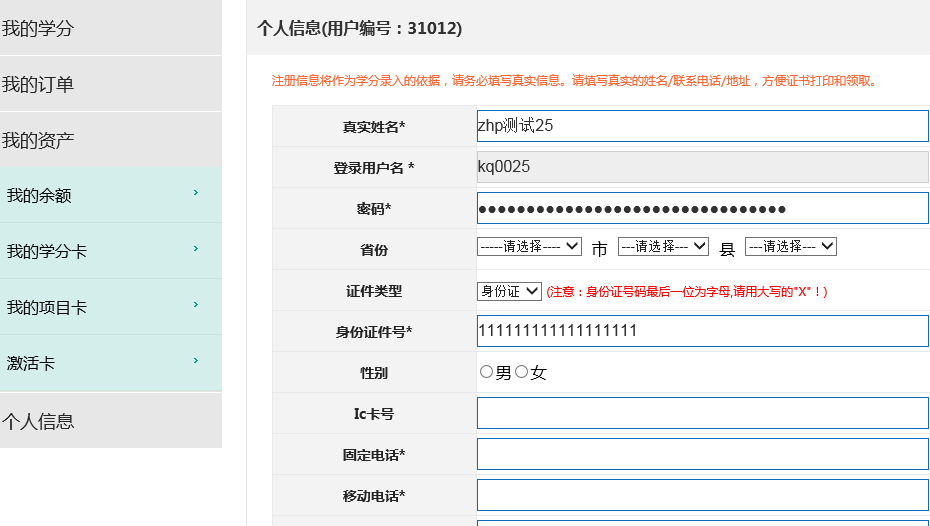 我的学分
我的订单
我的资产
我的余额
我的学分卡
我的项目卡
激活卡
个人信息
个人信息(用户编号：31012)
注册信息将作为学分录入的依据，请务必填写真实信息。请填写真实的姓名/联系电话/地址，方便证书打印和领取。
真实姓名* zhp测试25
登录用户名 * kq0025
密码* ●●●●●●●●●●●●●●●●●●●●●●●●●●●●●●●●
省份 -----请选择---- 市 ---请选择--- 县 ---请选择---
证件类型 身份证 (注意：身份证号码最后一位为字母,请用大写的"X"！)
身份证件号* 111111111111111111
性别 男 女
Ic卡号
固定电话*
移动电话*